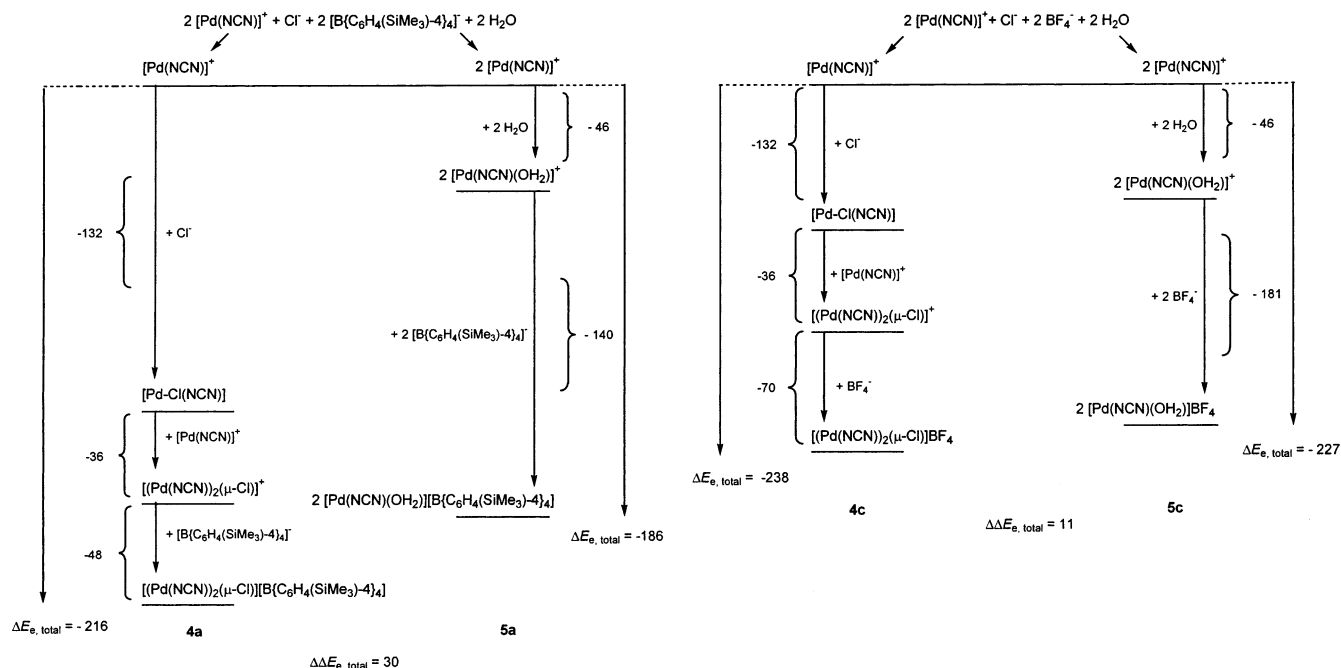 2 [Pd(NCN)]⁺ + Cl⁻ + 2 [B{C₆H₄(SiMe₃)-4}₄]⁻ + 2 H₂O
[Pd(NCN)]⁺
2 [Pd(NCN)]⁺
+ 2 H₂O
- 46
2 [Pd(NCN)(OH₂)]⁺
-132
+ Cl⁻
+ 2 [B{C₆H₄(SiMe₃)-4}₄]⁻
- 140
[Pd-Cl(NCN)]
-36
+ [Pd(NCN)]⁺
[(Pd(NCN))₂(μ-Cl)]⁺
2 [Pd(NCN)(OH₂)][B{C₆H₄(SiMe₃)-4}₄]
-48
+ [B{C₆H₄(SiMe₃)-4}₄]⁻
ΔEₑ, total = -186
[(Pd(NCN))₂(μ-Cl)][B{C₆H₄(SiMe₃)-4}₄]
ΔEₑ, total = - 216
4a
5a
ΔΔEₑ, total = 30
2 [Pd(NCN)]⁺+ Cl⁻ + 2 BF₄⁻ + 2 H₂O
[Pd(NCN)]⁺
2 [Pd(NCN)]⁺
-132
+ Cl⁻
+ 2 H₂O
- 46
2 [Pd(NCN)(OH₂)]⁺
[Pd-Cl(NCN)]
-36
+ [Pd(NCN)]⁺
+ 2 BF₄⁻
- 181
[(Pd(NCN))₂(μ-Cl)]⁺
-70
+ BF₄⁻
2 [Pd(NCN)(OH₂)]BF₄
[(Pd(NCN))₂(μ-Cl)]BF₄
ΔEₑ, total = - 227
ΔEₑ, total = -238
4c
5c
ΔΔEₑ, total = 11